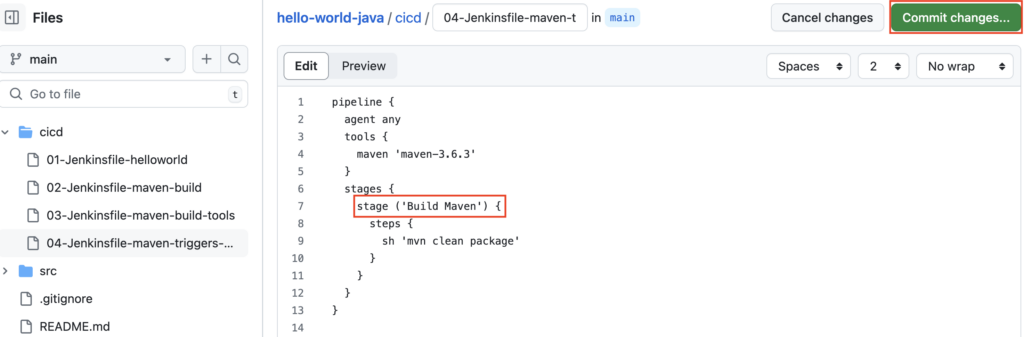 Files
main
Go to file
t
cicd
01-Jenkinsfile-helloworld
02-Jenkinsfile-maven-build
03-Jenkinsfile-maven-build-tools
04-Jenkinsfile-maven-triggers-...
src
.gitignore
README.md
hello-world-java / cicd / 04-Jenkinsfile-maven-t in main
Cancel changes
Commit changes...
Edit
Preview
Spaces
2
No wrap
1 pipeline {
2   agent any
3   tools {
4     maven 'maven-3.6.3'
5   }
6   stages {
7     stage ('Build Maven') {
8       steps {
9         sh 'mvn clean package'
10       }
11     }
12   }
13 }
14